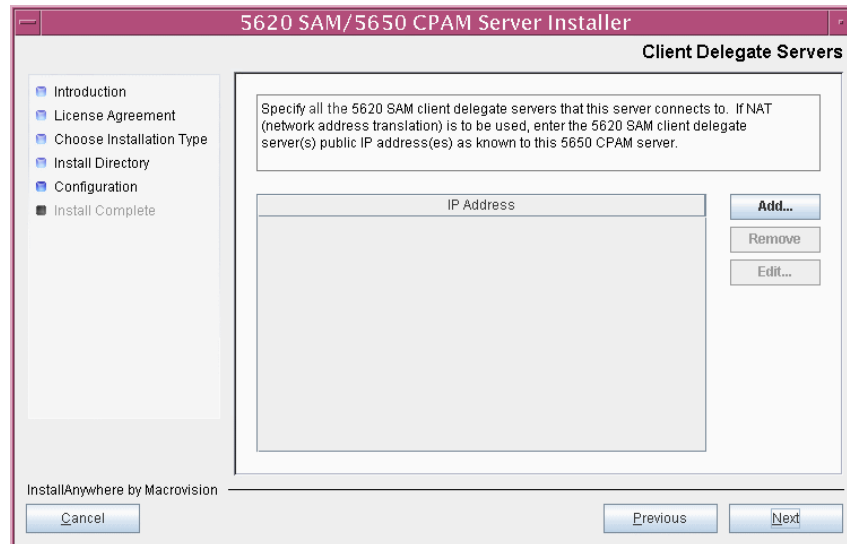 5620 SAM/5650 CPAM Server Installer
Client Delegate Servers
Introduction
License Agreement
Choose Installation Type
Install Directory
Configuration
Install Complete
Specify all the 5620 SAM client delegate servers that this server connects to. If NAT
(network address translation) is to be used, enter the 5620 SAM client delegate
server(s) public IP address(es) as known to this 5650 CPAM server.
IP Address
Add...
Remove
Edit...
InstallAnywhere by Macrovision
Cancel
Previous
Next